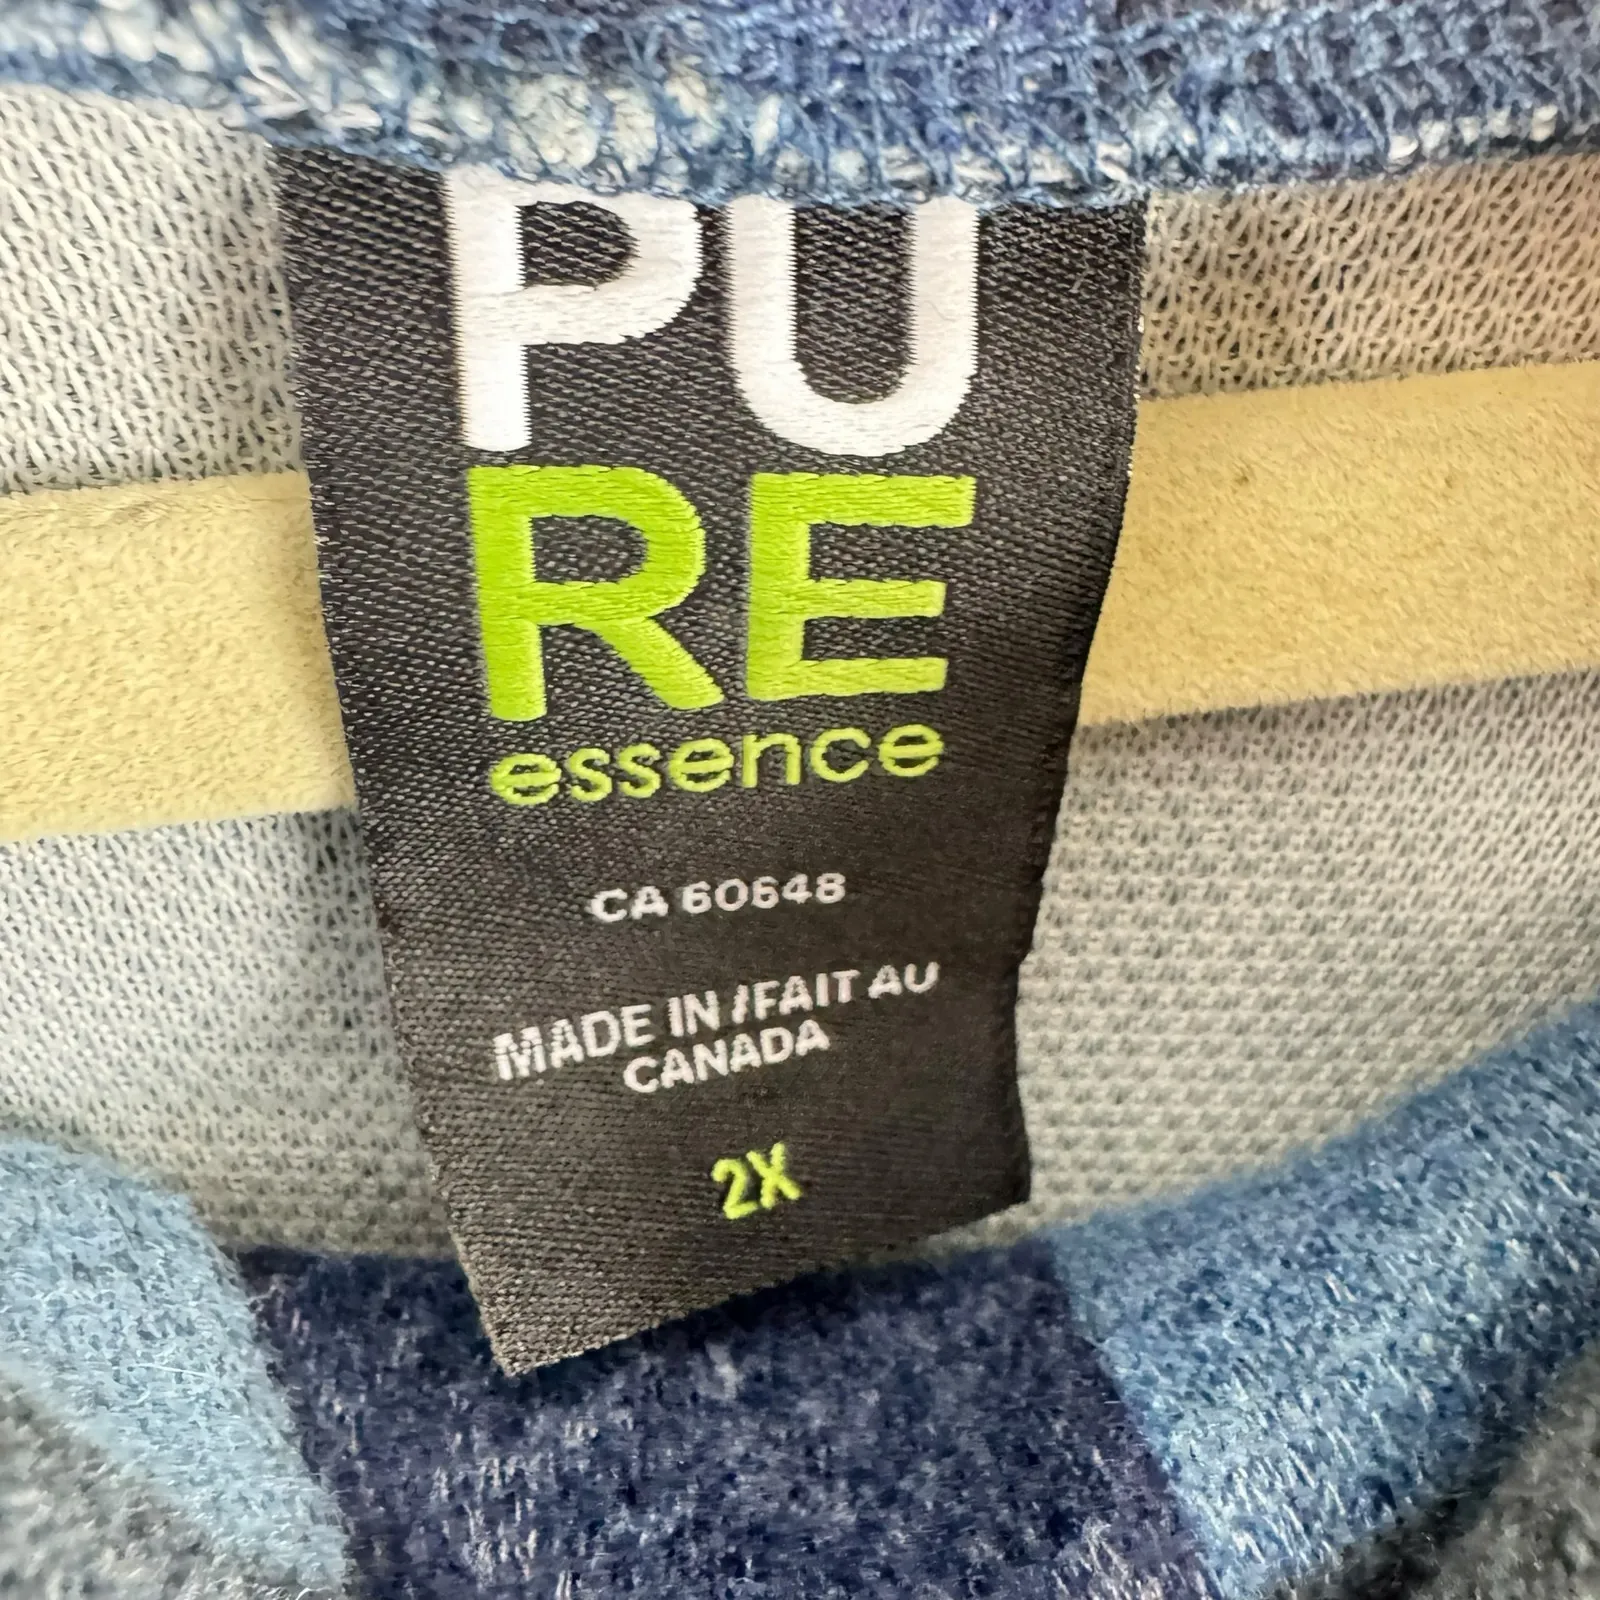 PU
RE
essence
CA 60648
MADE IN/FAIT AU
CANADA
2X